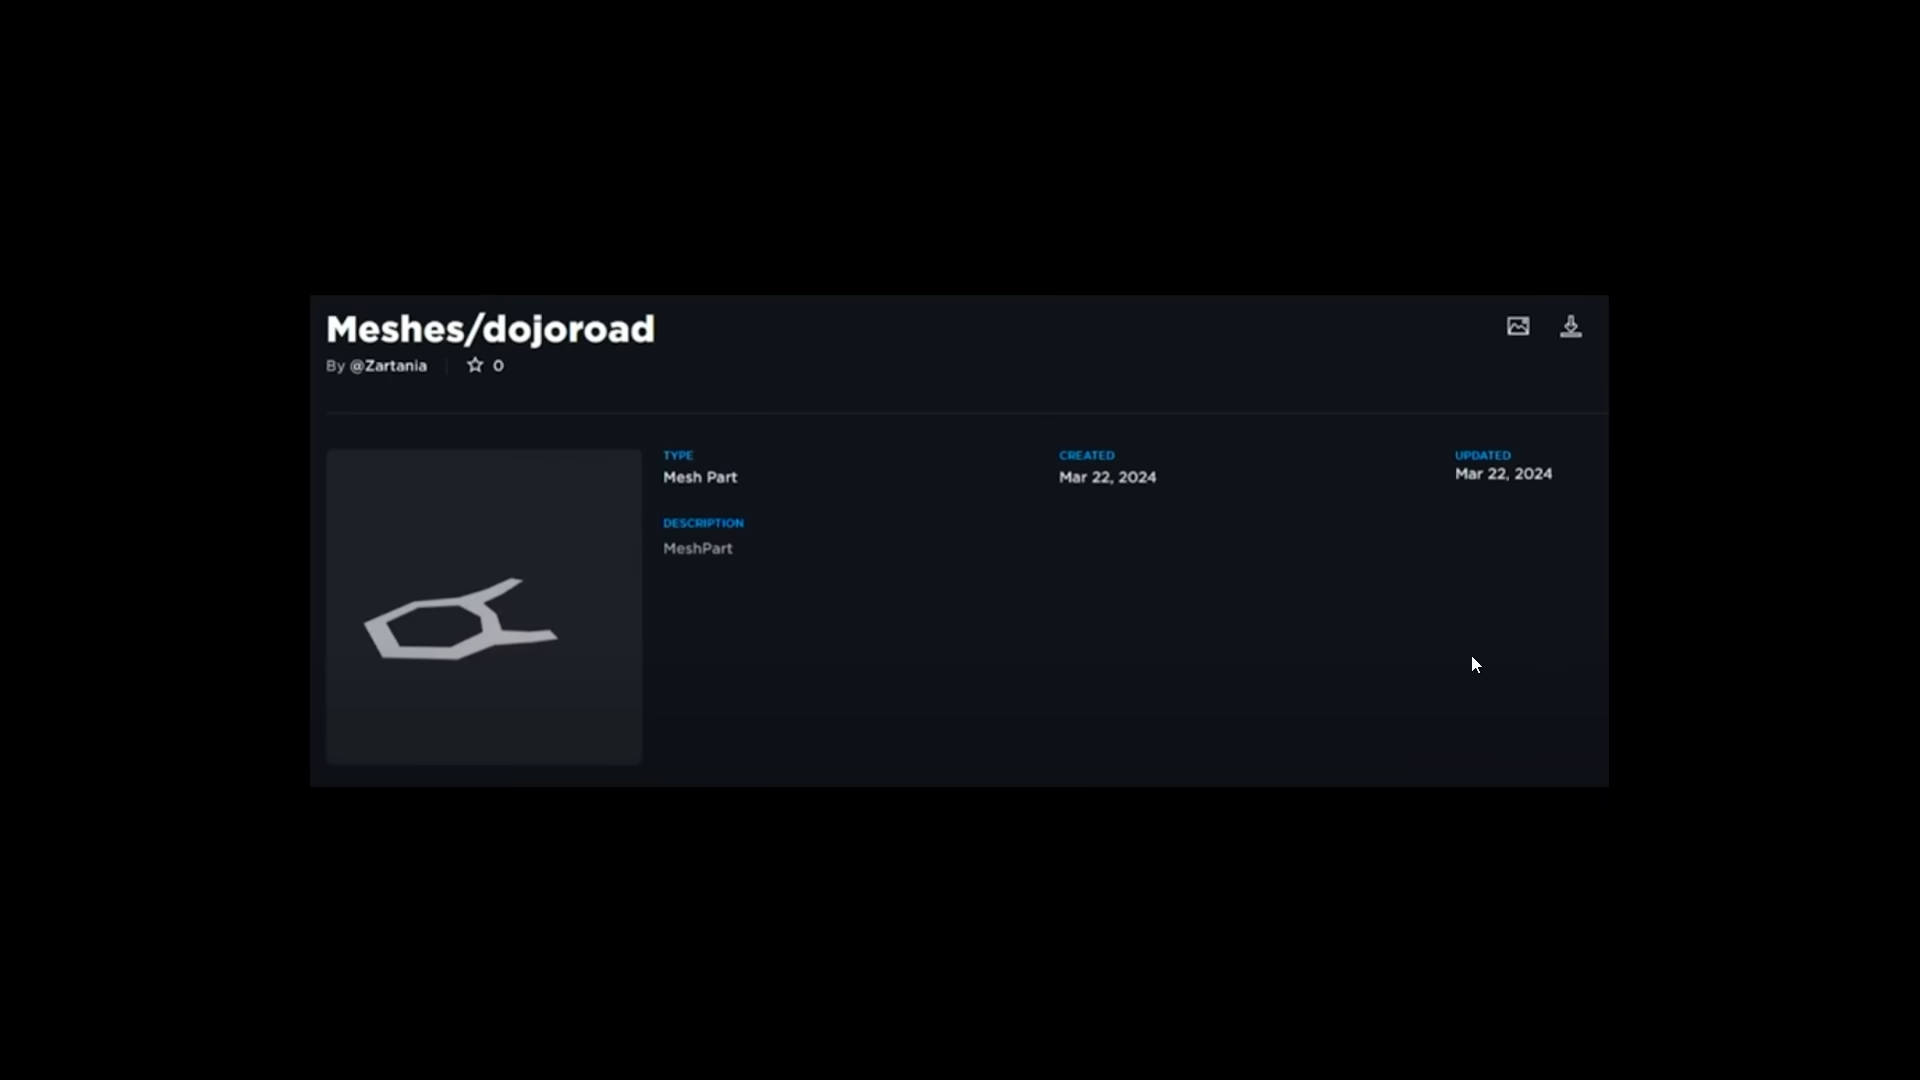 Meshes/dojoroad
By @Zartania 0
TYPE
Mesh Part
CREATED
Mar 22, 2024
UPDATED
Mar 22, 2024
DESCRIPTION
MeshPart